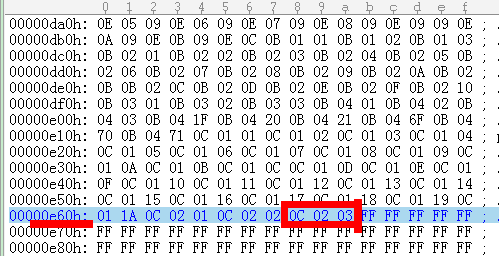 0 1 2 3 4 5 6 7 8 9 a b c d e f
00000da0h: 0E 05 09 0E 06 09 0E 07 09 0E 08 09 0E 09 09 0E ;
00000db0h: 0A 09 0E 0B 09 0E 0C 0B 01 01 0B 01 02 0B 01 03 ;
00000dc0h: 0B 02 01 0B 02 02 0B 02 03 0B 02 04 0B 02 05 0B ;
00000dd0h: 02 06 0B 02 07 0B 02 08 0B 02 09 0B 02 0A 0B 02 ;
00000de0h: 0B 0B 02 0C 0B 02 0D 0B 02 0E 0B 02 0F 0B 02 10 ;
00000df0h: 0B 03 01 0B 03 02 0B 03 03 0B 04 01 0B 04 02 0B ;
00000e00h: 04 03 0B 04 1F 0B 04 20 0B 04 21 0B 04 6F 0B 04 ;
00000e10h: 70 0B 04 71 0C 01 01 0C 01 02 0C 01 03 0C 01 04 ;
00000e20h: 0C 01 05 0C 01 06 0C 01 07 0C 01 08 0C 01 09 0C ;
00000e30h: 01 0A 0C 01 0B 0C 01 0C 0C 01 0D 0C 01 0E 0C 01 ;
00000e40h: 0F 0C 01 10 0C 01 11 0C 01 12 0C 01 13 0C 01 14 ;
00000e50h: 0C 01 15 0C 01 16 0C 01 17 0C 01 18 0C 01 19 0C ;
00000e60h: 01 1A 0C 02 01 0C 02 02 0C 02 03 FF FF FF FF FF ;
00000e70h: FF FF FF FF FF FF FF FF FF FF FF FF FF FF FF FF ;
00000e80h: FF FF FF FF FF FF FF FF FF FF FF FF FF FF FF FF ;